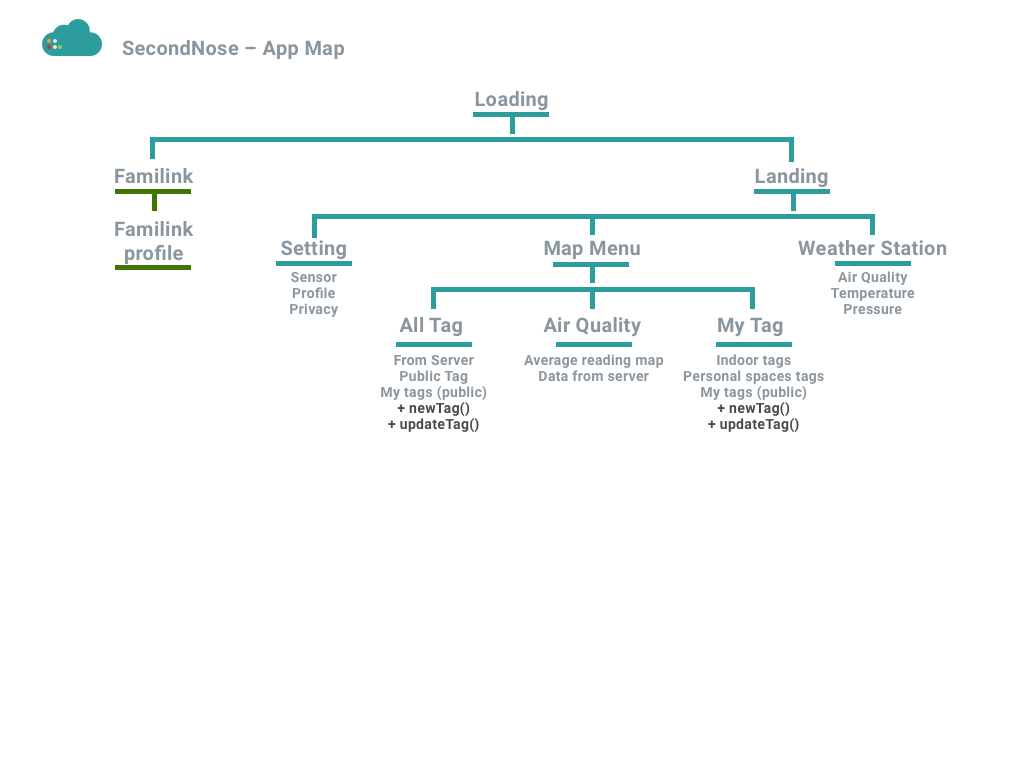 SecondNose – App Map
Loading
Familink
Landing
Familink
profile
Setting
Sensor
Profile
Privacy
Map Menu
Weather Station
Air Quality
Temperature
Pressure
All Tag
From Server
Public Tag
My tags (public)
+ newTag()
+ updateTag()
Air Quality
Average reading map
Data from server
My Tag
Indoor tags
Personal spaces tags
My tags (public)
+ newTag()
+ updateTag()